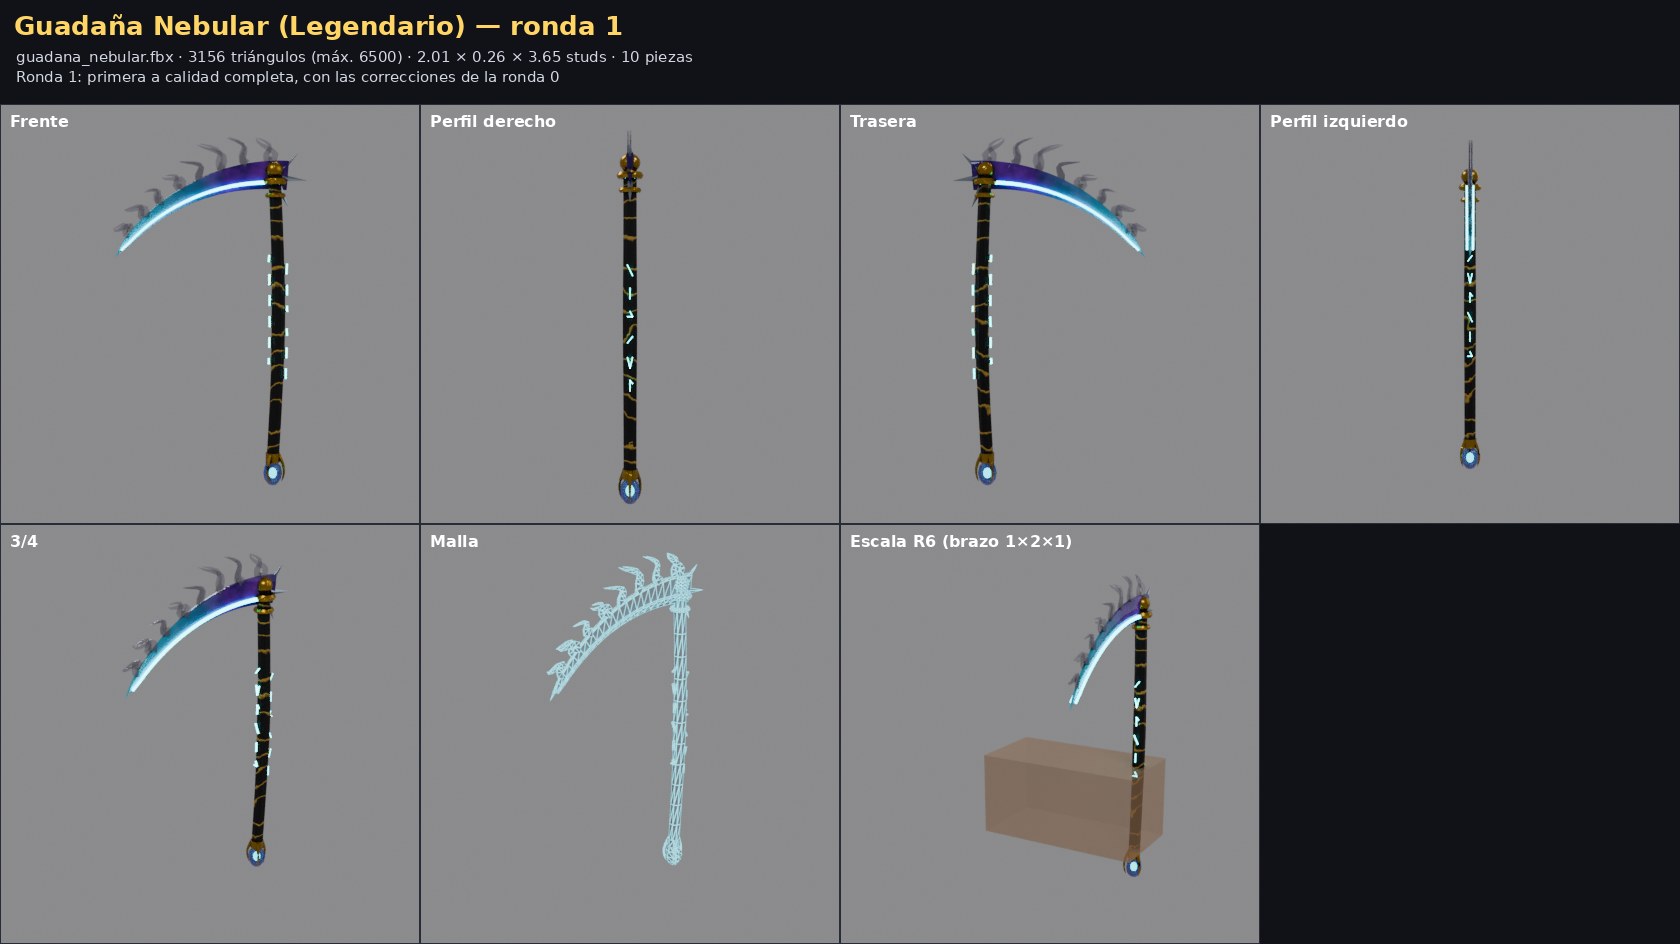 Guadaña Nebular (Legendario) — ronda 1
guadana_nebular.fbx · 3156 triángulos (máx. 6500) · 2.01 × 0.26 × 3.65 studs · 10 piezas
Ronda 1: primera a calidad completa, con las correcciones de la ronda 0
Frente
Perfil derecho
Trasera
Perfil izquierdo
3/4
Malla
Escala R6 (brazo 1×2×1)